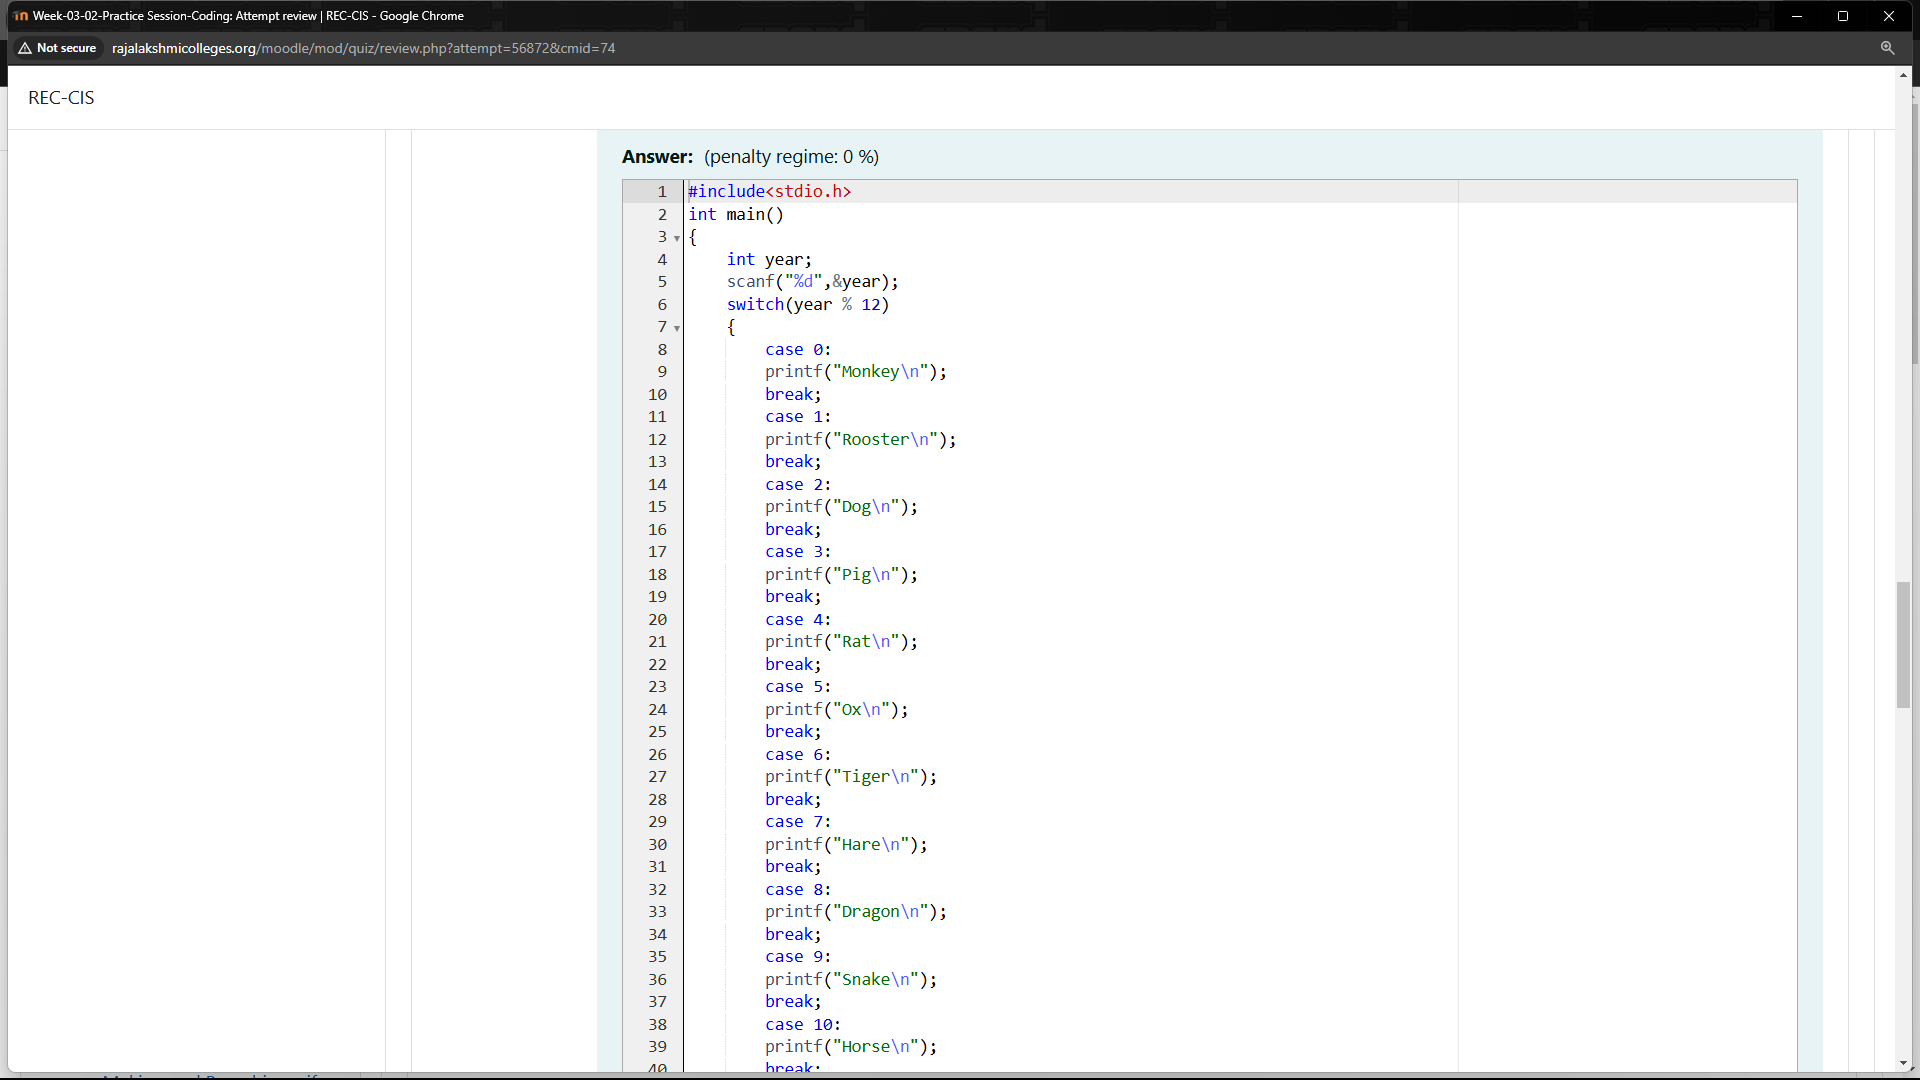 Week-03-02-Practice Session-Coding: Attempt review | REC-CIS - Google Chrome
Not secure rajalakshmicolleges.org/moodle/mod/quiz/review.php?attempt=56872&cmid=74
REC-CIS
Answer: (penalty regime: 0 %)
1 #include<stdio.h>
2 int main()
3 {
4 int year;
5 scanf("%d",&year);
6 switch(year % 12)
7 {
8 case 0:
9 printf("Monkey\n");
10 break;
11 case 1:
12 printf("Rooster\n");
13 break;
14 case 2:
15 printf("Dog\n");
16 break;
17 case 3:
18 printf("Pig\n");
19 break;
20 case 4:
21 printf("Rat\n");
22 break;
23 case 5:
24 printf("Ox\n");
25 break;
26 case 6:
27 printf("Tiger\n");
28 break;
29 case 7:
30 printf("Hare\n");
31 break;
32 case 8:
33 printf("Dragon\n");
34 break;
35 case 9:
36 printf("Snake\n");
37 break;
38 case 10:
39 printf("Horse\n");
40 break;